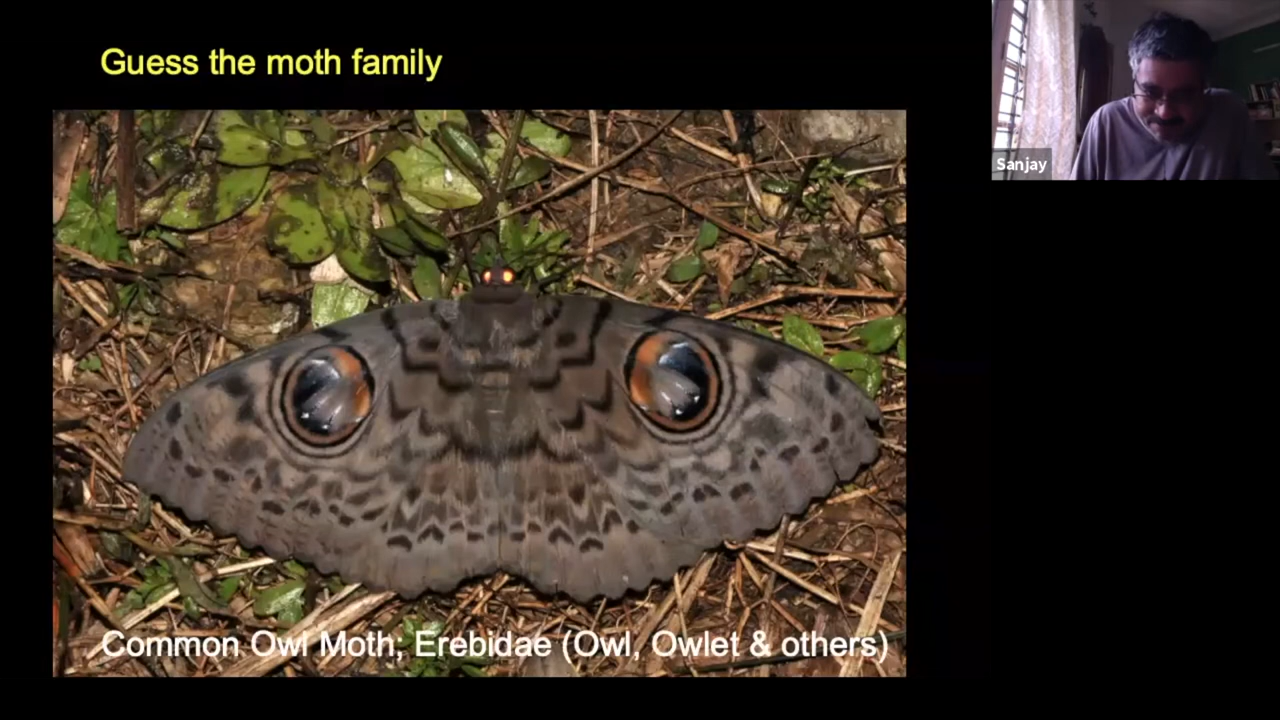 Guess the moth family
Sanjay
Common Owl Moth; Erebidae (Owl, Owlet & others)